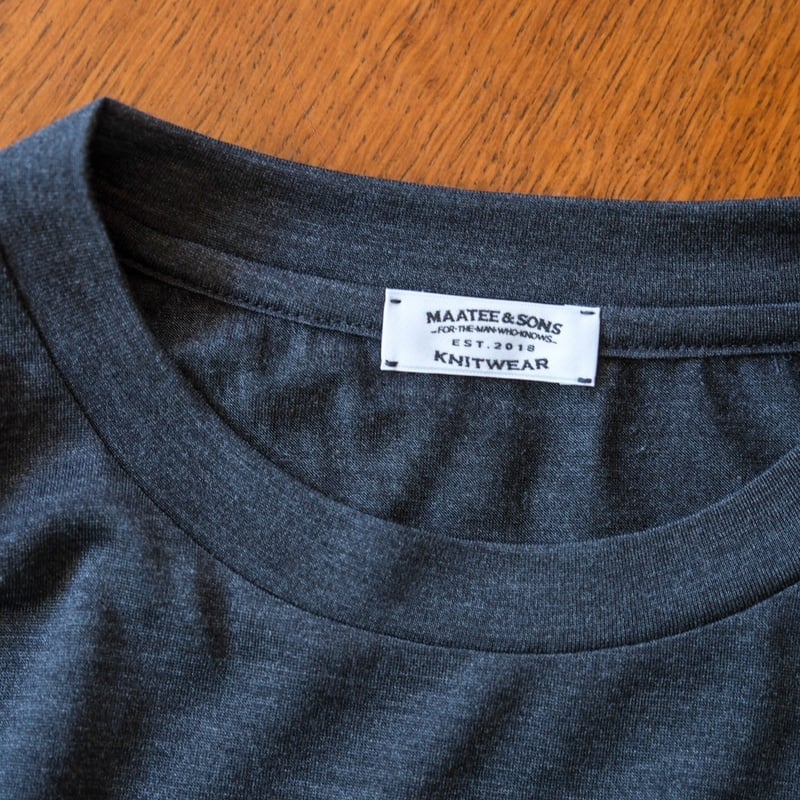 MAATEE & SONS
...FOR·THE·MAN·WHO·KNOWS...
EST.2018
KNITWEAR